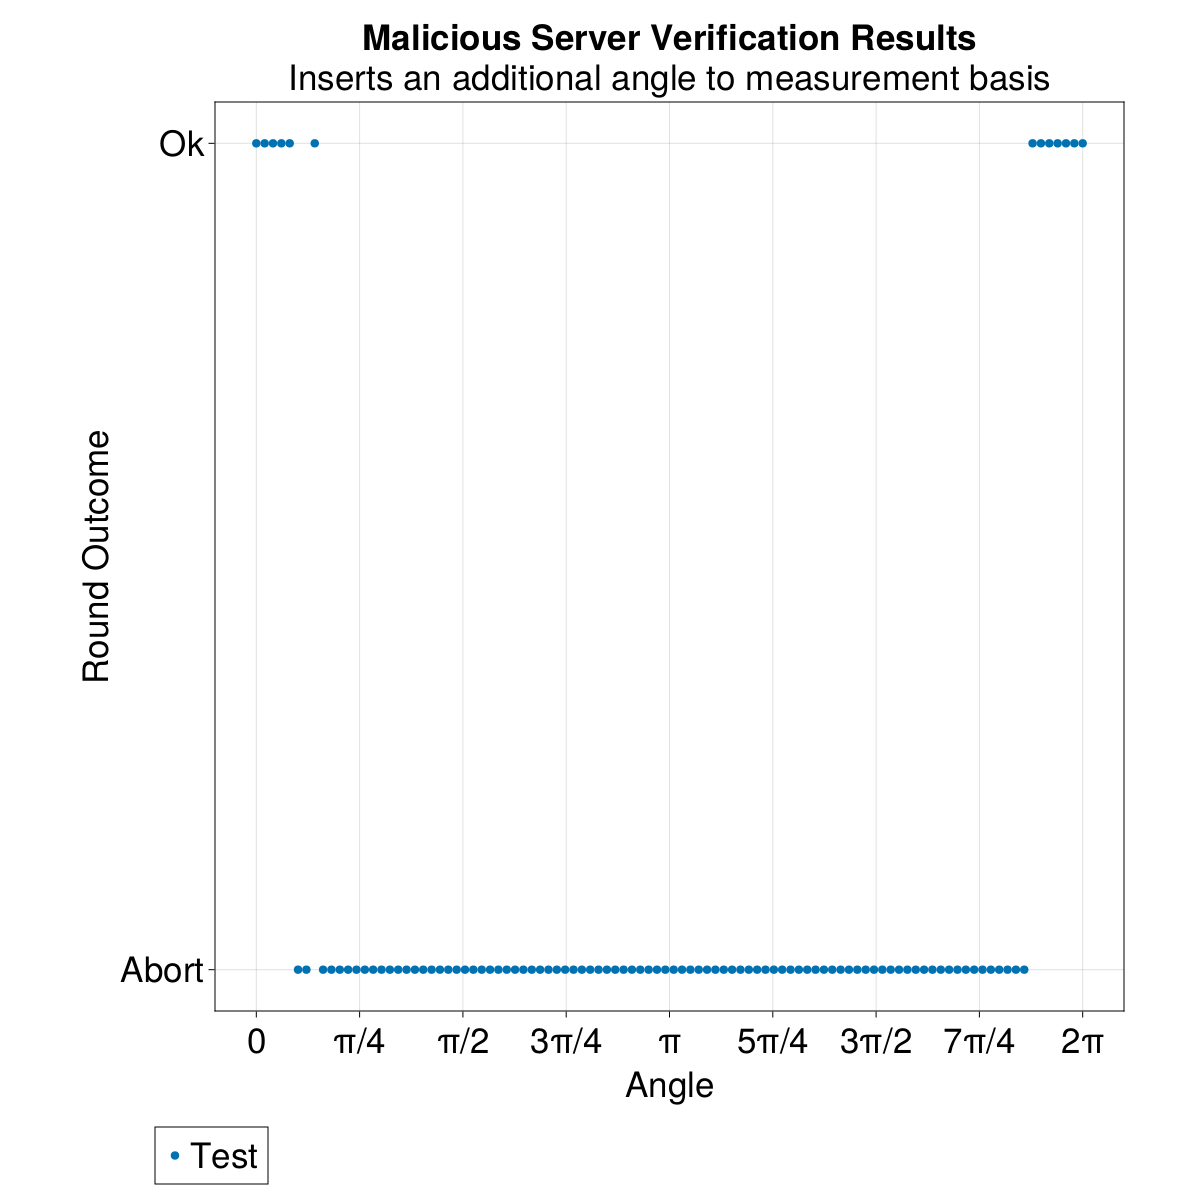 Malicious Server Verification Results
Inserts an additional angle to measurement basis
Ok
Round Outcome
Abort
0 π/4 π/2 3π/4 π 5π/4 3π/2 7π/4 2π
Angle
Test